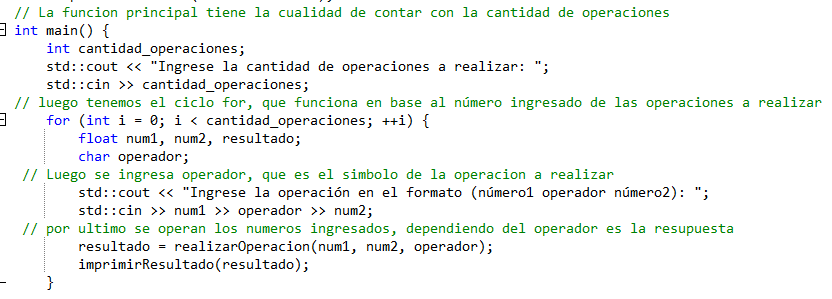 // La funcion principal tiene la cualidad de contar con la cantidad de operaciones
int main() {
int cantidad_operaciones;
std::cout << "Ingrese la cantidad de operaciones a realizar: ";
std::cin >> cantidad_operaciones;
// luego tenemos el ciclo for, que funciona en base al número ingresado de las operaciones a realizar
for (int i = 0; i < cantidad_operaciones; ++i) {
float num1, num2, resultado;
char operador;
// Luego se ingresa operador, que es el simbolo de la operacion a realizar
std::cout << "Ingrese la operación en el formato (número1 operador número2): ";
std::cin >> num1 >> operador >> num2;
// por ultimo se operan los numeros ingresados, dependiendo del operador es la resupuesta
resultado = realizarOperacion(num1, num2, operador);
imprimirResultado(resultado);
}